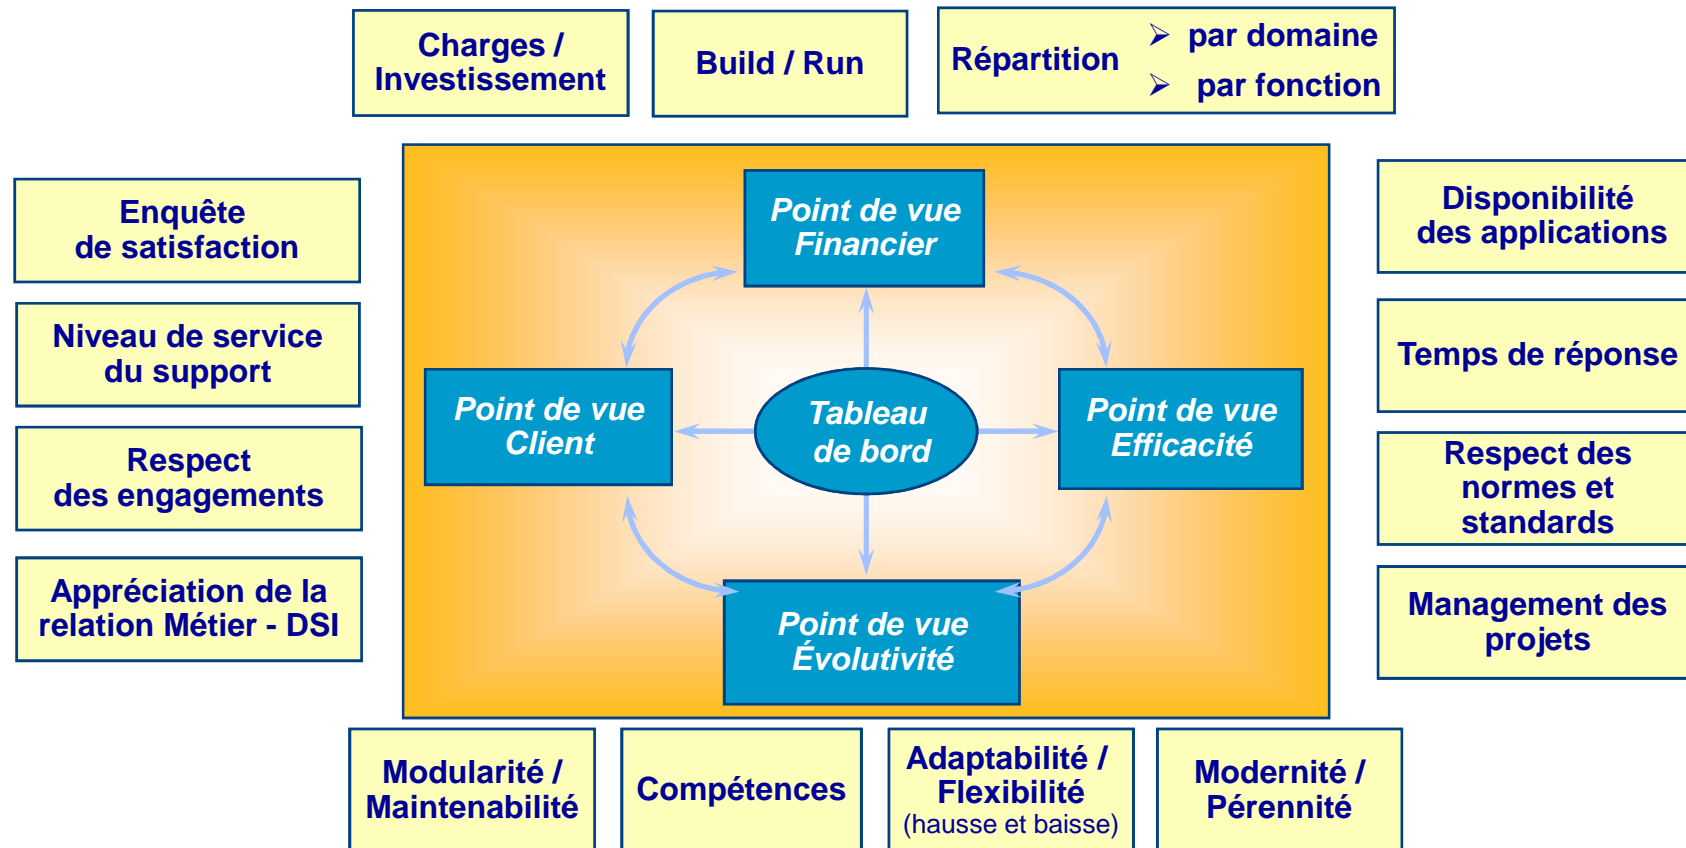 Charges /
Investissement
Build / Run
Répartition
➢ par domaine
➢ par fonction
Enquête
de satisfaction
Niveau de service
du support
Respect
des engagements
Appréciation de la
relation Métier - DSI
Point de vue
Financier
Point de vue
Client
Tableau
de bord
Point de vue
Efficacité
Point de vue
Évolutivité
Disponibilité
des applications
Temps de réponse
Respect des
normes et
standards
Management des
projets
Modularité /
Maintenabilité
Compétences
Adaptabilité /
Flexibilité
(hausse et baisse)
Modernité /
Pérennité